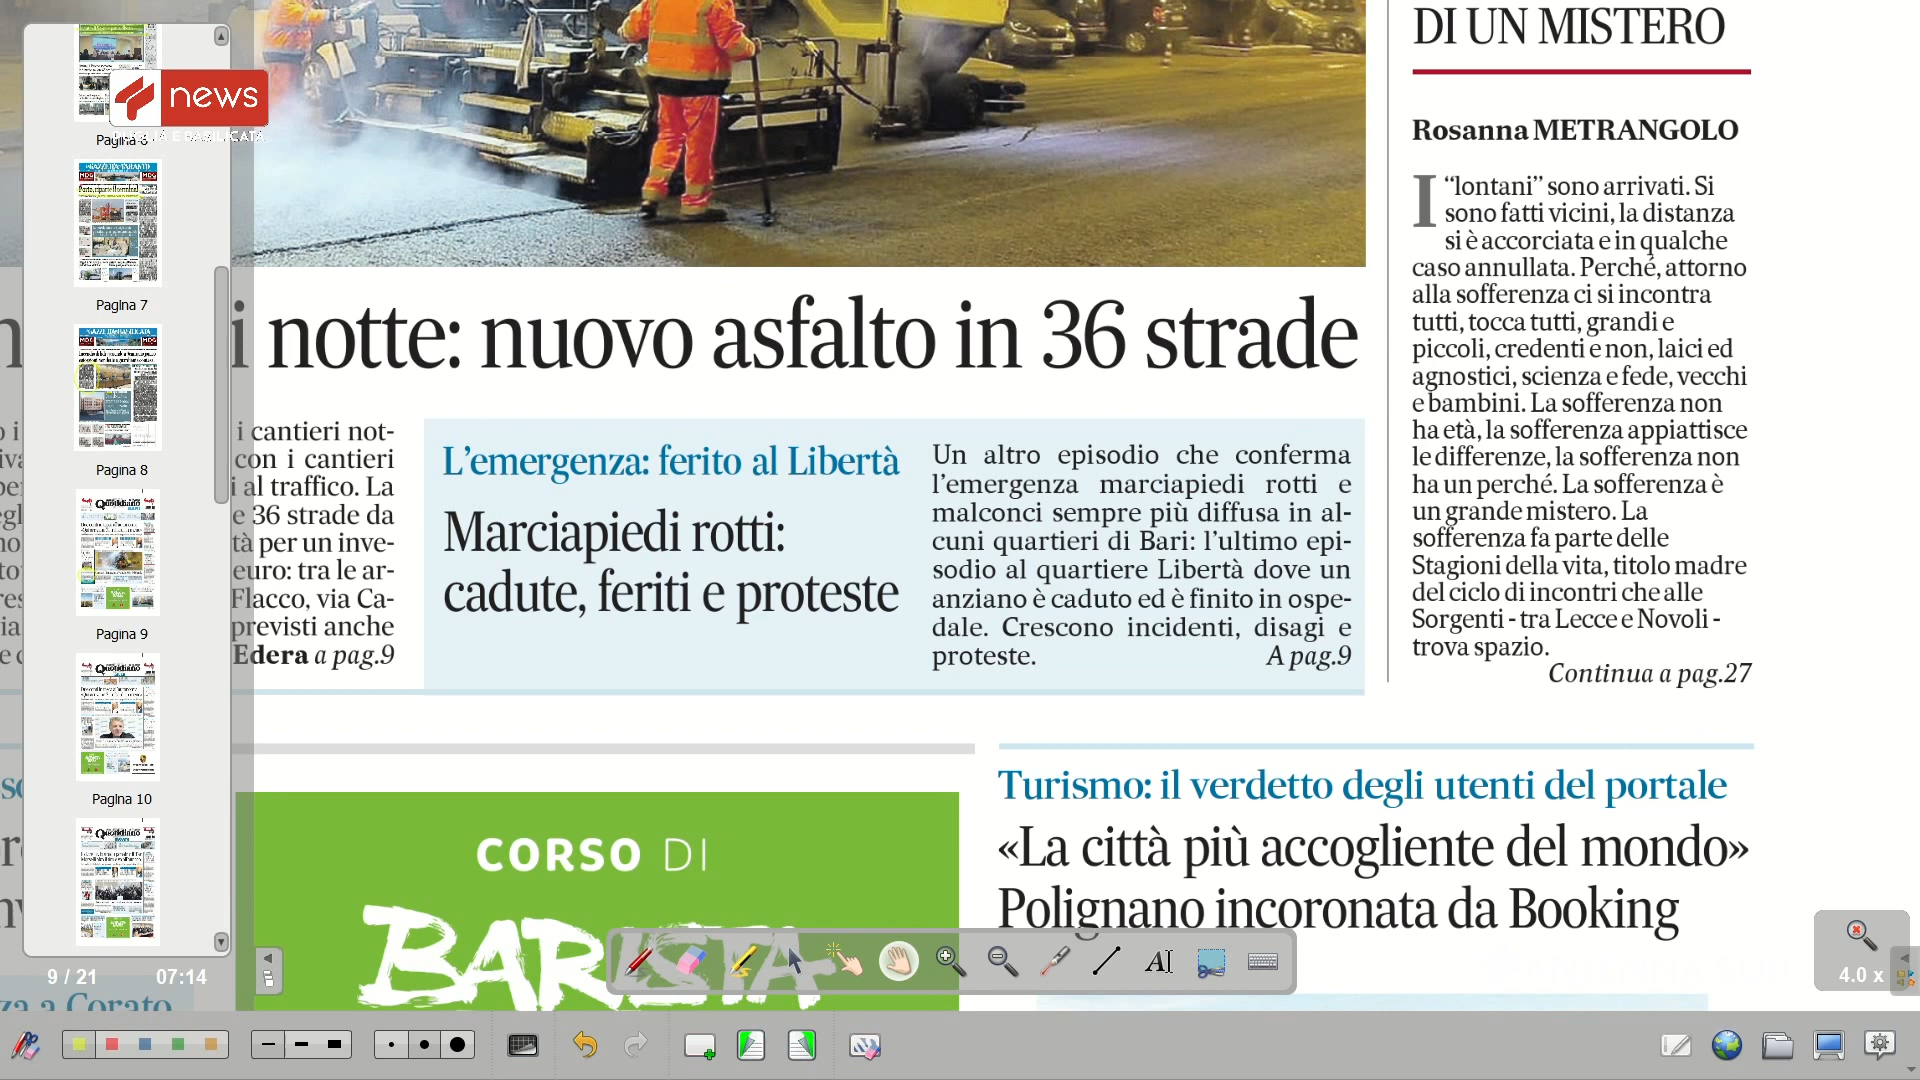 news
PUGLIA E BASILICATA
Pagina 6
Pagina 7
Pagina 8
Pagina 9
Pagina 10
9 / 21
07:14
i notte: nuovo asfalto in 36 strade
i cantieri not-
con i cantieri
i al traffico. La
e 36 strade da
tà per un inve-
euro: tra le ar-
Flacco, via Ca-
previsti anche
Edera a pag.9
L'emergenza: ferito al Libertà
Marciapiedi rotti:
cadute, feriti e proteste
Un altro episodio che conferma
l'emergenza marciapiedi rotti e
malconci sempre più diffusa in al-
cuni quartieri di Bari: l'ultimo epi-
sodio al quartiere Libertà dove un
anziano è caduto ed è finito in ospe-
dale. Crescono incidenti, disagi e
proteste. A pag.9
DI UN MISTERO
Rosanna METRANGOLO
I "lontani" sono arrivati. Si
sono fatti vicini, la distanza
si è accorciata e in qualche
caso annullata. Perché, attorno
alla sofferenza ci si incontra
tutti, tocca tutti, grandi e
piccoli, credenti e non, laici ed
agnostici, scienza e fede, vecchi
e bambini. La sofferenza non
ha età, la sofferenza appiattisce
le differenze, la sofferenza non
ha un perché. La sofferenza è
un grande mistero. La
sofferenza fa parte delle
Stagioni della vita, titolo madre
del ciclo di incontri che alle
Sorgenti - tra Lecce e Novoli -
trova spazio.
Continua a pag.27
CORSO DI
BARISTA
Turismo: il verdetto degli utenti del portale
«La città più accogliente del mondo»
Polignano incoronata da Booking
za a Corato
4.0 x